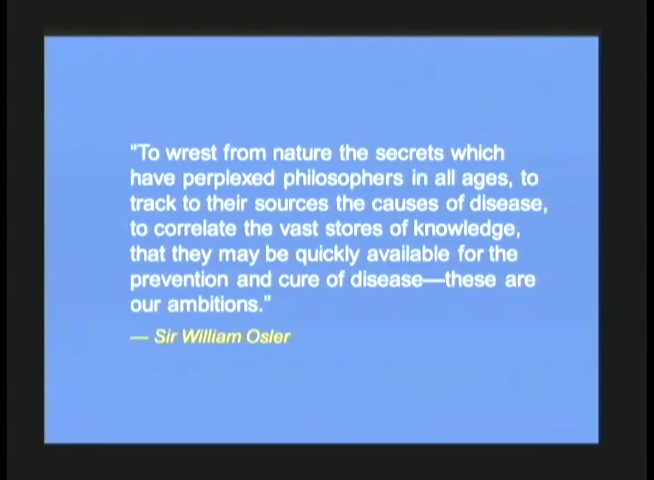 "To wrest from nature the secrets which
have perplexed philosophers in all ages, to
track to their sources the causes of disease,
to correlate the vast stores of knowledge,
that they may be quickly available for the
prevention and cure of disease—these are
our ambitions."
— Sir William Osler